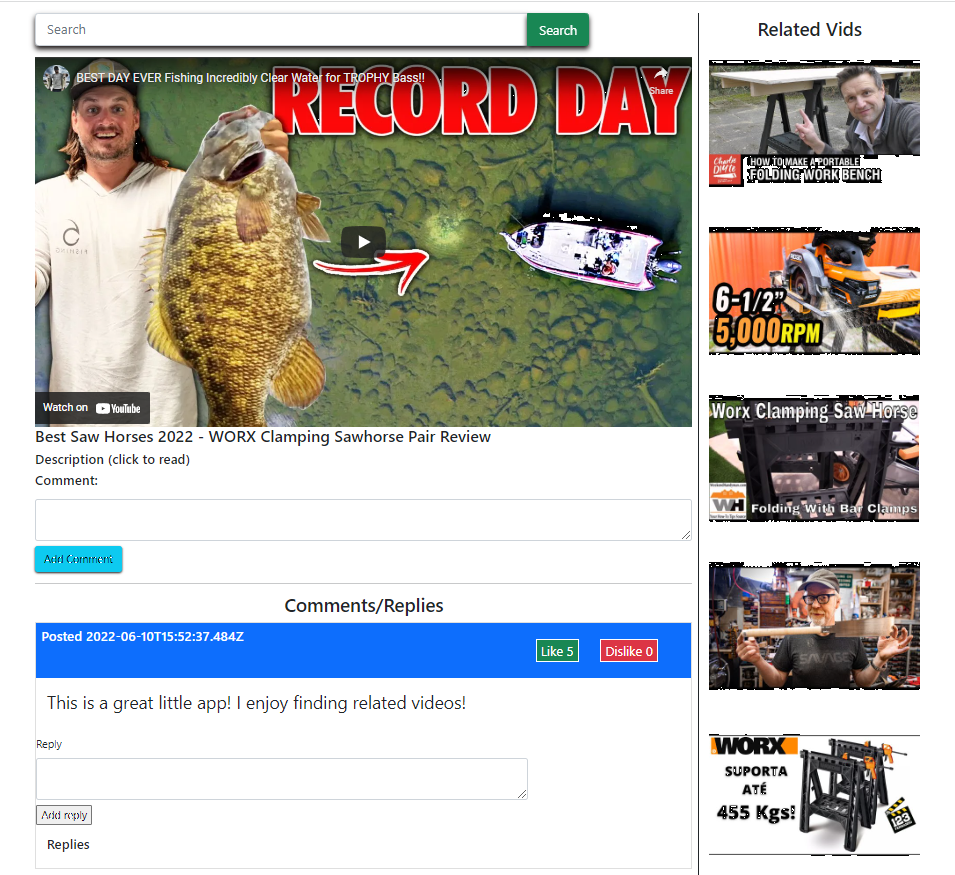 Search
Search
BEST DAY EVER Fishing Incredibly Clear Water for TROPHY Bass!!
Share
RECORD DAY
Watch on YouTube
Best Saw Horses 2022 - WORX Clamping Sawhorse Pair Review
Description (click to read)
Comment:
Add Comment
Comments/Replies
Posted 2022-06-10T15:52:37.484Z
Like 5
Dislike 0
This is a great little app! I enjoy finding related videos!
Reply
Add reply
Replies
Related Vids
HOW TO MAKE A PORTABLE
FOLDING WORK BENCH
6-1/2”
5,000RPM
Worx Clamping Saw Horse
WH
Folding With Bar Clamps
SAVAGE
WORX
SUPORTA
ATÉ
455 Kgs!
123